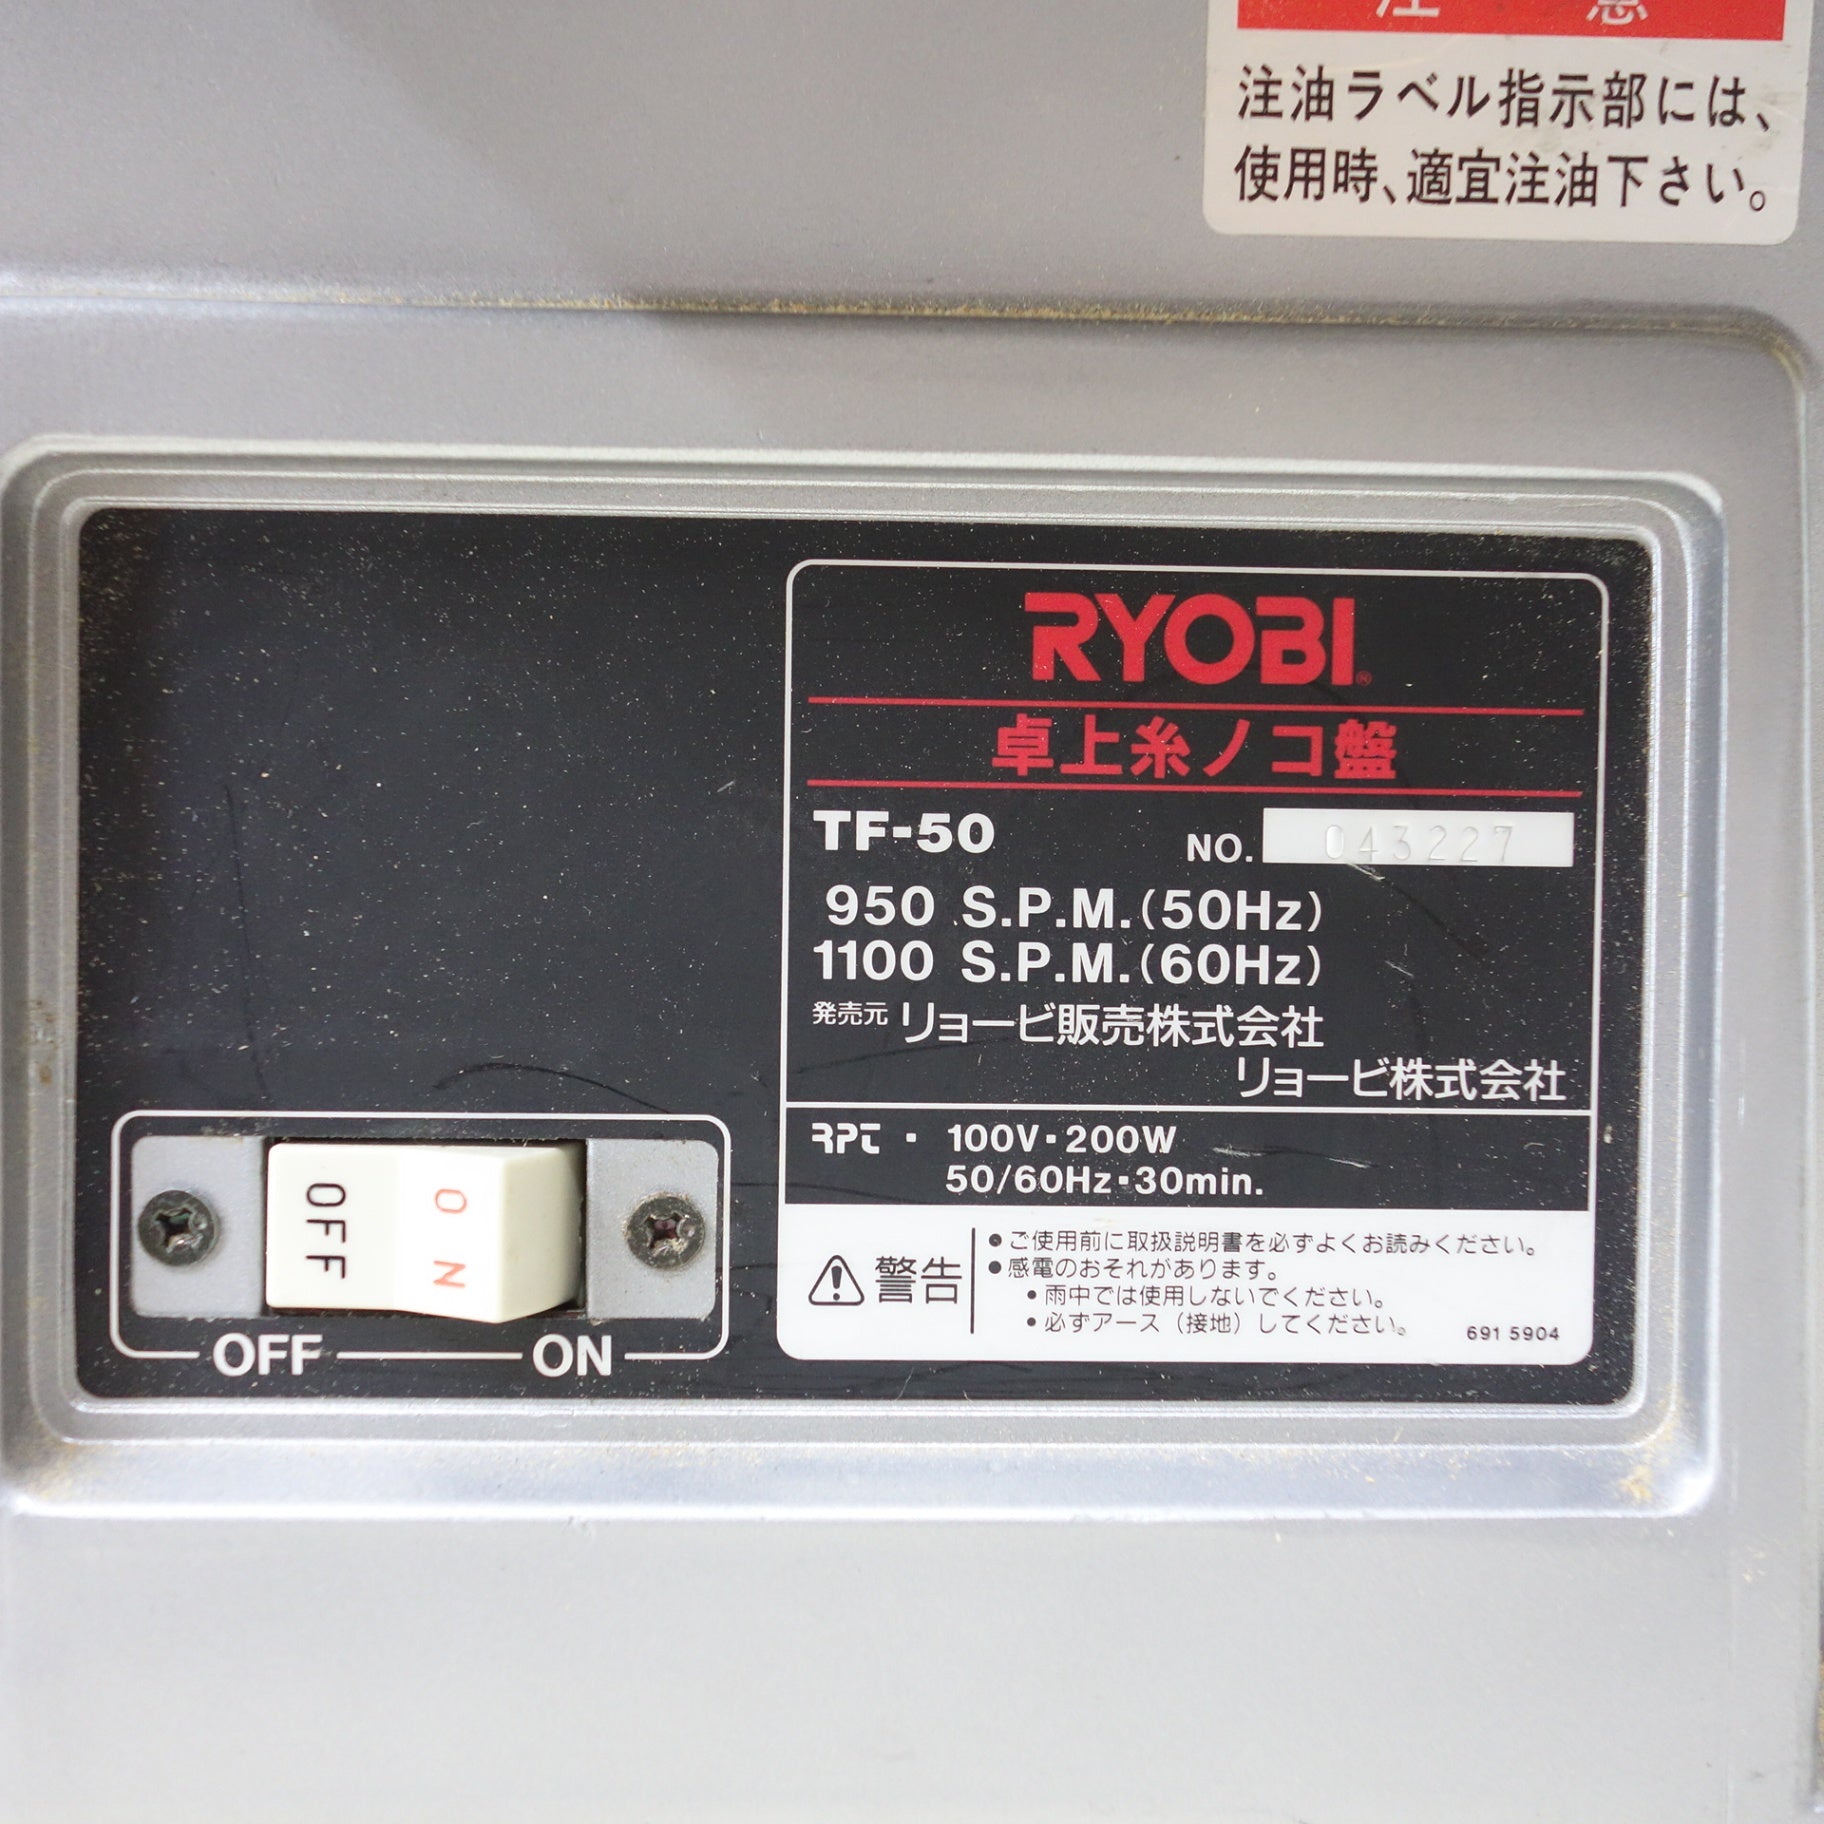 注意
注油ラベル指示部には、
使用時、適宜注油下さい。
RYOBI®
卓上糸ノコ盤
TF-50 NO. 043227
950 S.P.M.(50Hz)
1100 S.P.M.(60Hz)
発売元 リョービ販売株式会社
リョービ株式会社
RPC・100V・200W
50/60Hz・30min.
警告
●ご使用前に取扱説明書を必ずよくお読みください。
●感電のおそれがあります。
・雨中では使用しないでください。
・必ずアース（接地）してください。
691 5904
OFF
ON
OFF ON